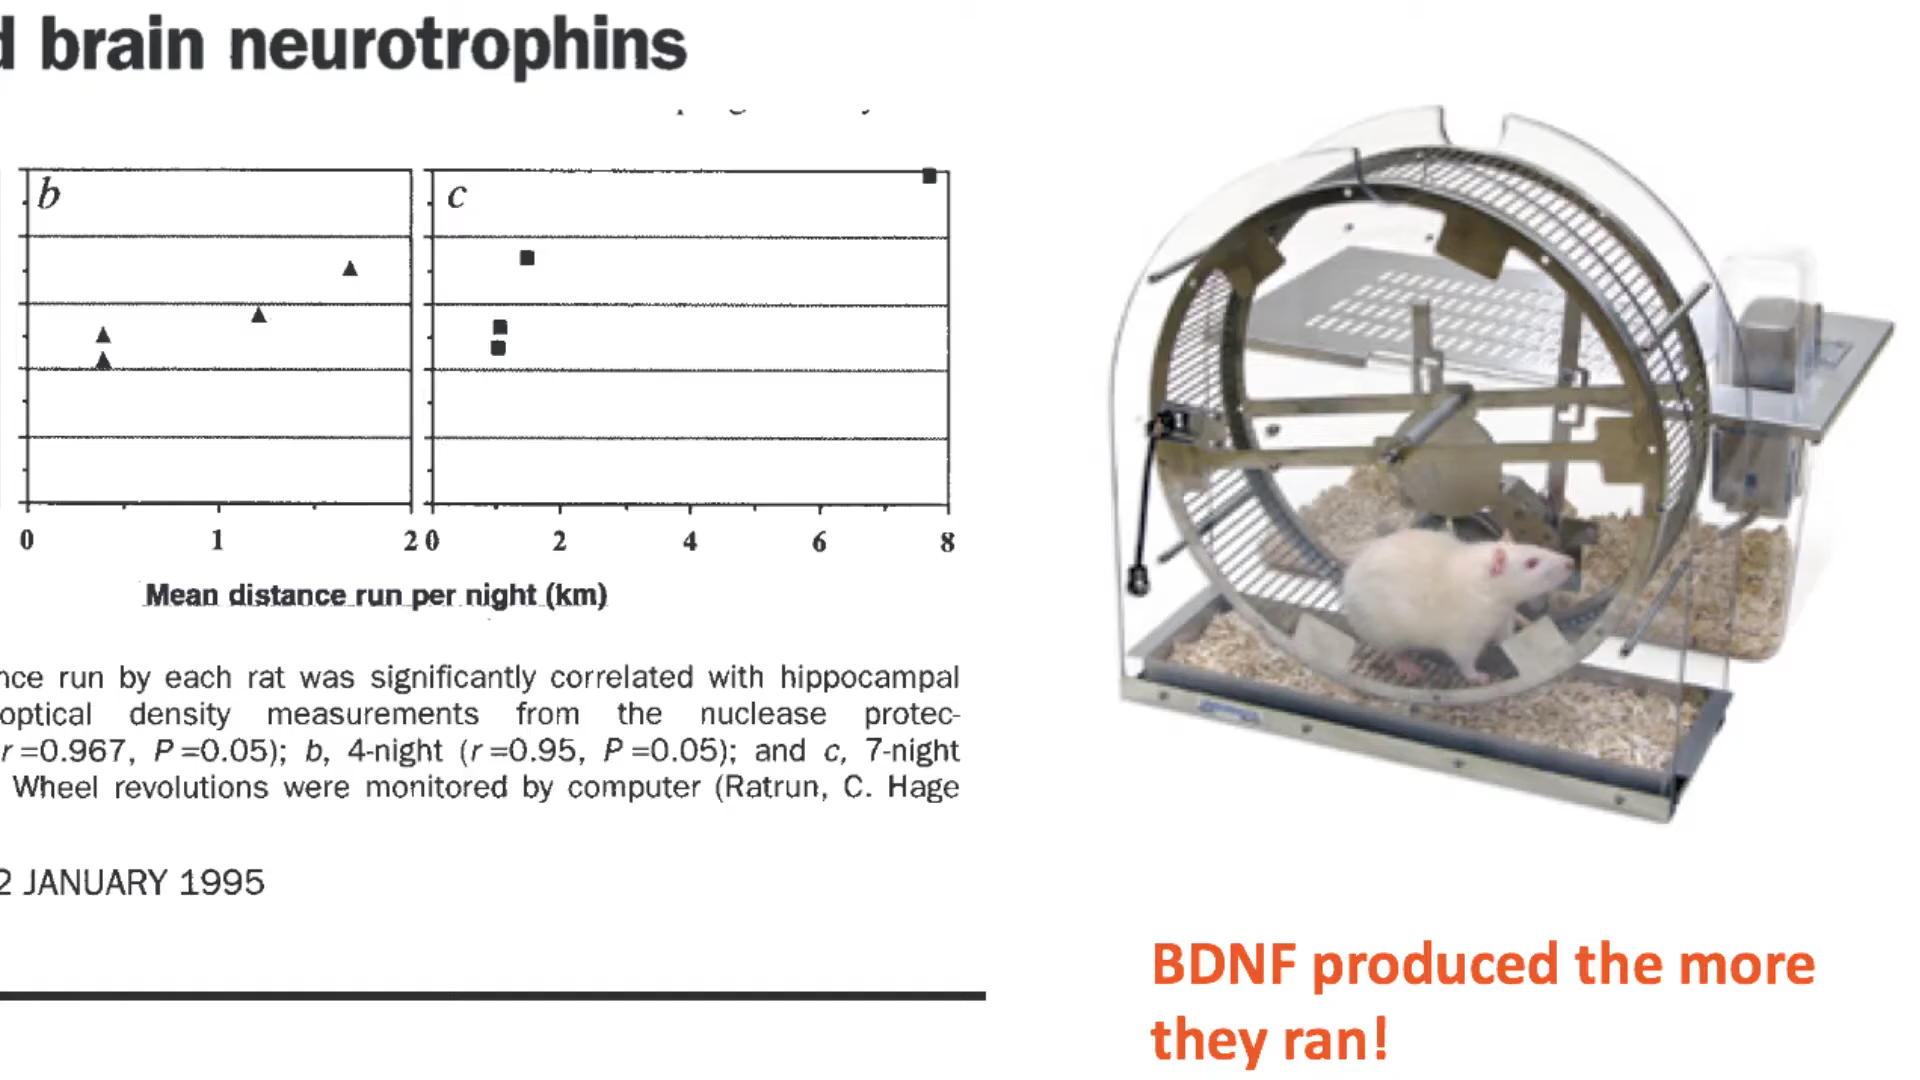 d brain neurotrophins
b
c
0 1 2 0 2 4 6 8
Mean distance run per night (km)
nce run by each rat was significantly correlated with hippocampal
optical density measurements from the nuclease protec-
r=0.967, P=0.05); b, 4-night (r=0.95, P=0.05); and c, 7-night
Wheel revolutions were monitored by computer (Ratrun, C. Hage
2 JANUARY 1995
BDNF produced the more
they ran!